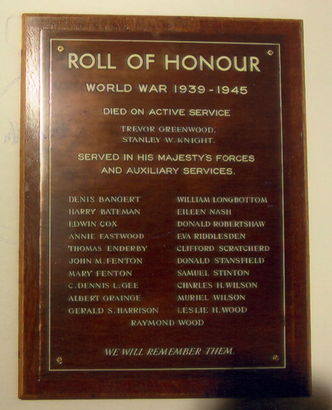 ROLL OF HONOUR
WORLD WAR 1939-1945
DIED ON ACTIVE SERVICE
TREVOR GREENWOOD.
STANLEY W. KNIGHT.
SERVED IN HIS MAJESTY'S FORCES
AND AUXILIARY SERVICES.
DENIS BANGERT WILLIAM LONGBOTTOM
HARRY BATEMAN EILEEN NASH
EDWIN COX DONALD ROBERTSHAW
ANNIE EASTWOOD EVA RIDDLESDEN
THOMAS ENDERBY CLIFFORD SCRATCHERD
JOHN M. FENTON DONALD STANSFIELD
MARY FENTON SAMUEL STINTON
C. DENNIS L. GEE CHARLES H. WILSON
ALBERT GRAINGE MURIEL WILSON
GERALD S. HARRISON LESLIE H. WOOD
RAYMOND WOOD
WE WILL REMEMBER THEM